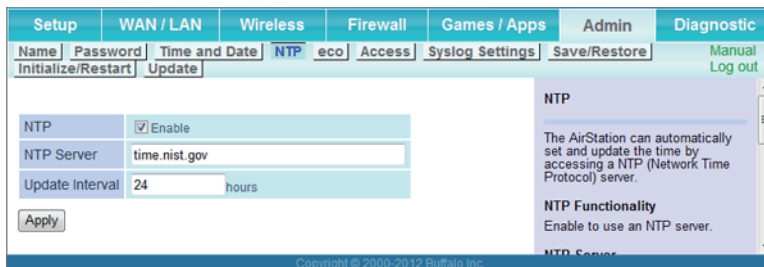 Setup WAN / LAN Wireless Firewall Games / Apps Admin Diagnostic
Name Password Time and Date NTP eco Access Syslog Settings Save/Restore Manual
Initialize/Restart Update Log out
NTP Enable
NTP Server time.nist.gov
Update Interval 24 hours
Apply
NTP
The AirStation can automatically
set and update the time by
accessing a NTP (Network Time
Protocol) server.
NTP Functionality
Enable to use an NTP server.
NTP Server
Copyright © 2000-2012 Buffalo Inc.